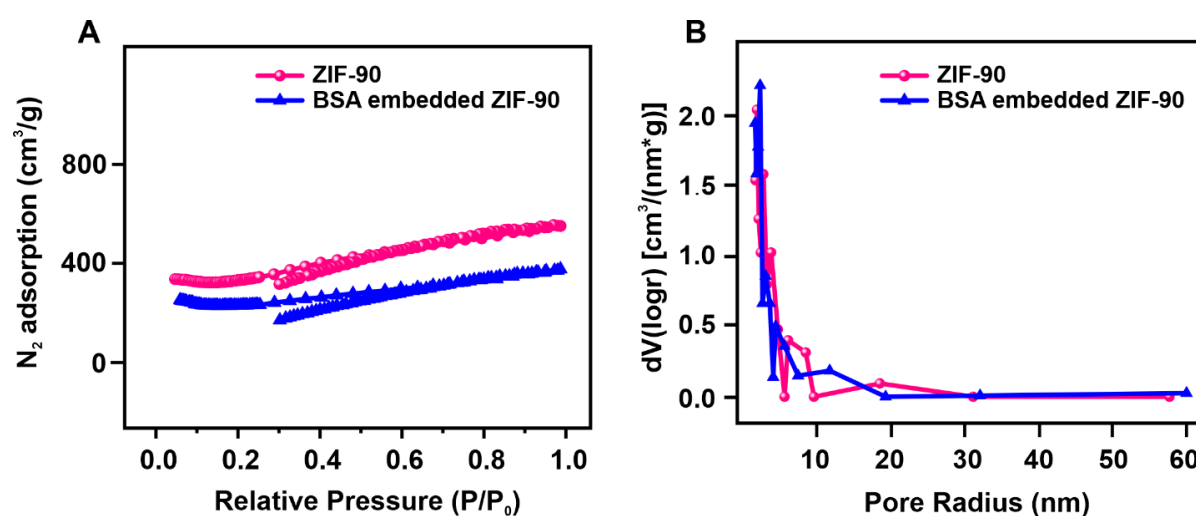 A
ZIF-90
BSA embedded ZIF-90
N₂ adsorption (cm³/g)
800
400
0
0.0 0.2 0.4 0.6 0.8 1.0
Relative Pressure (P/P₀)
B
ZIF-90
BSA embedded ZIF-90
dV(logr) [cm³/(nm*g)]
2.0
1.5
1.0
0.5
0.0
10 20 30 40 50 60
Pore Radius (nm)